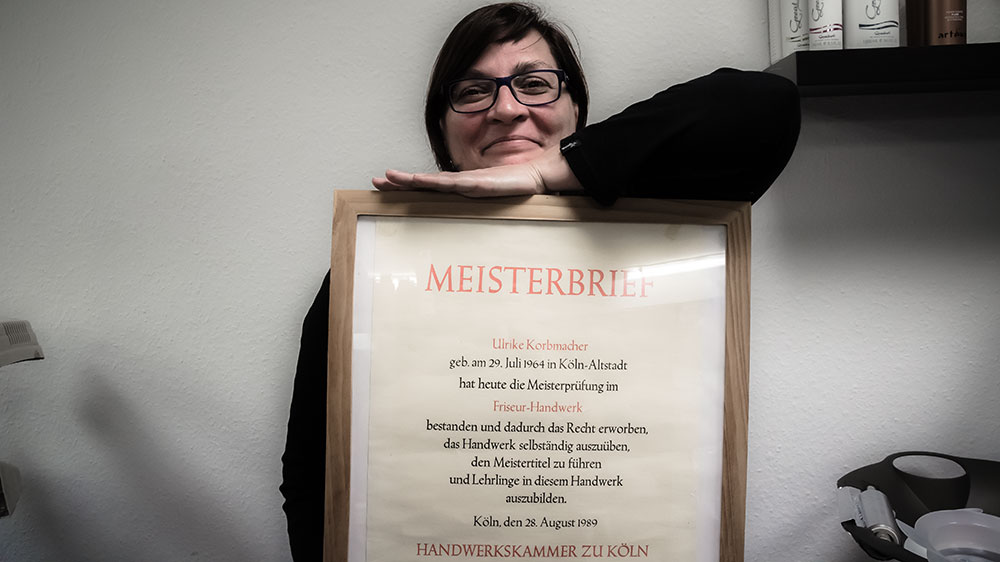 MEISTERBRIEF
Ulrike Korbmacher
geb. am 29. Juli 1964 in Köln-Altstadt
hat heute die Meisterprüfung im
Friseur-Handwerk
bestanden und dadurch das Recht erworben,
das Handwerk selbständig auszuüben,
den Meistertitel zu führen
und Lehrlinge in diesem Handwerk
auszubilden.
Köln, den 28. August 1989
HANDWERKSKAMMER ZU KÖLN